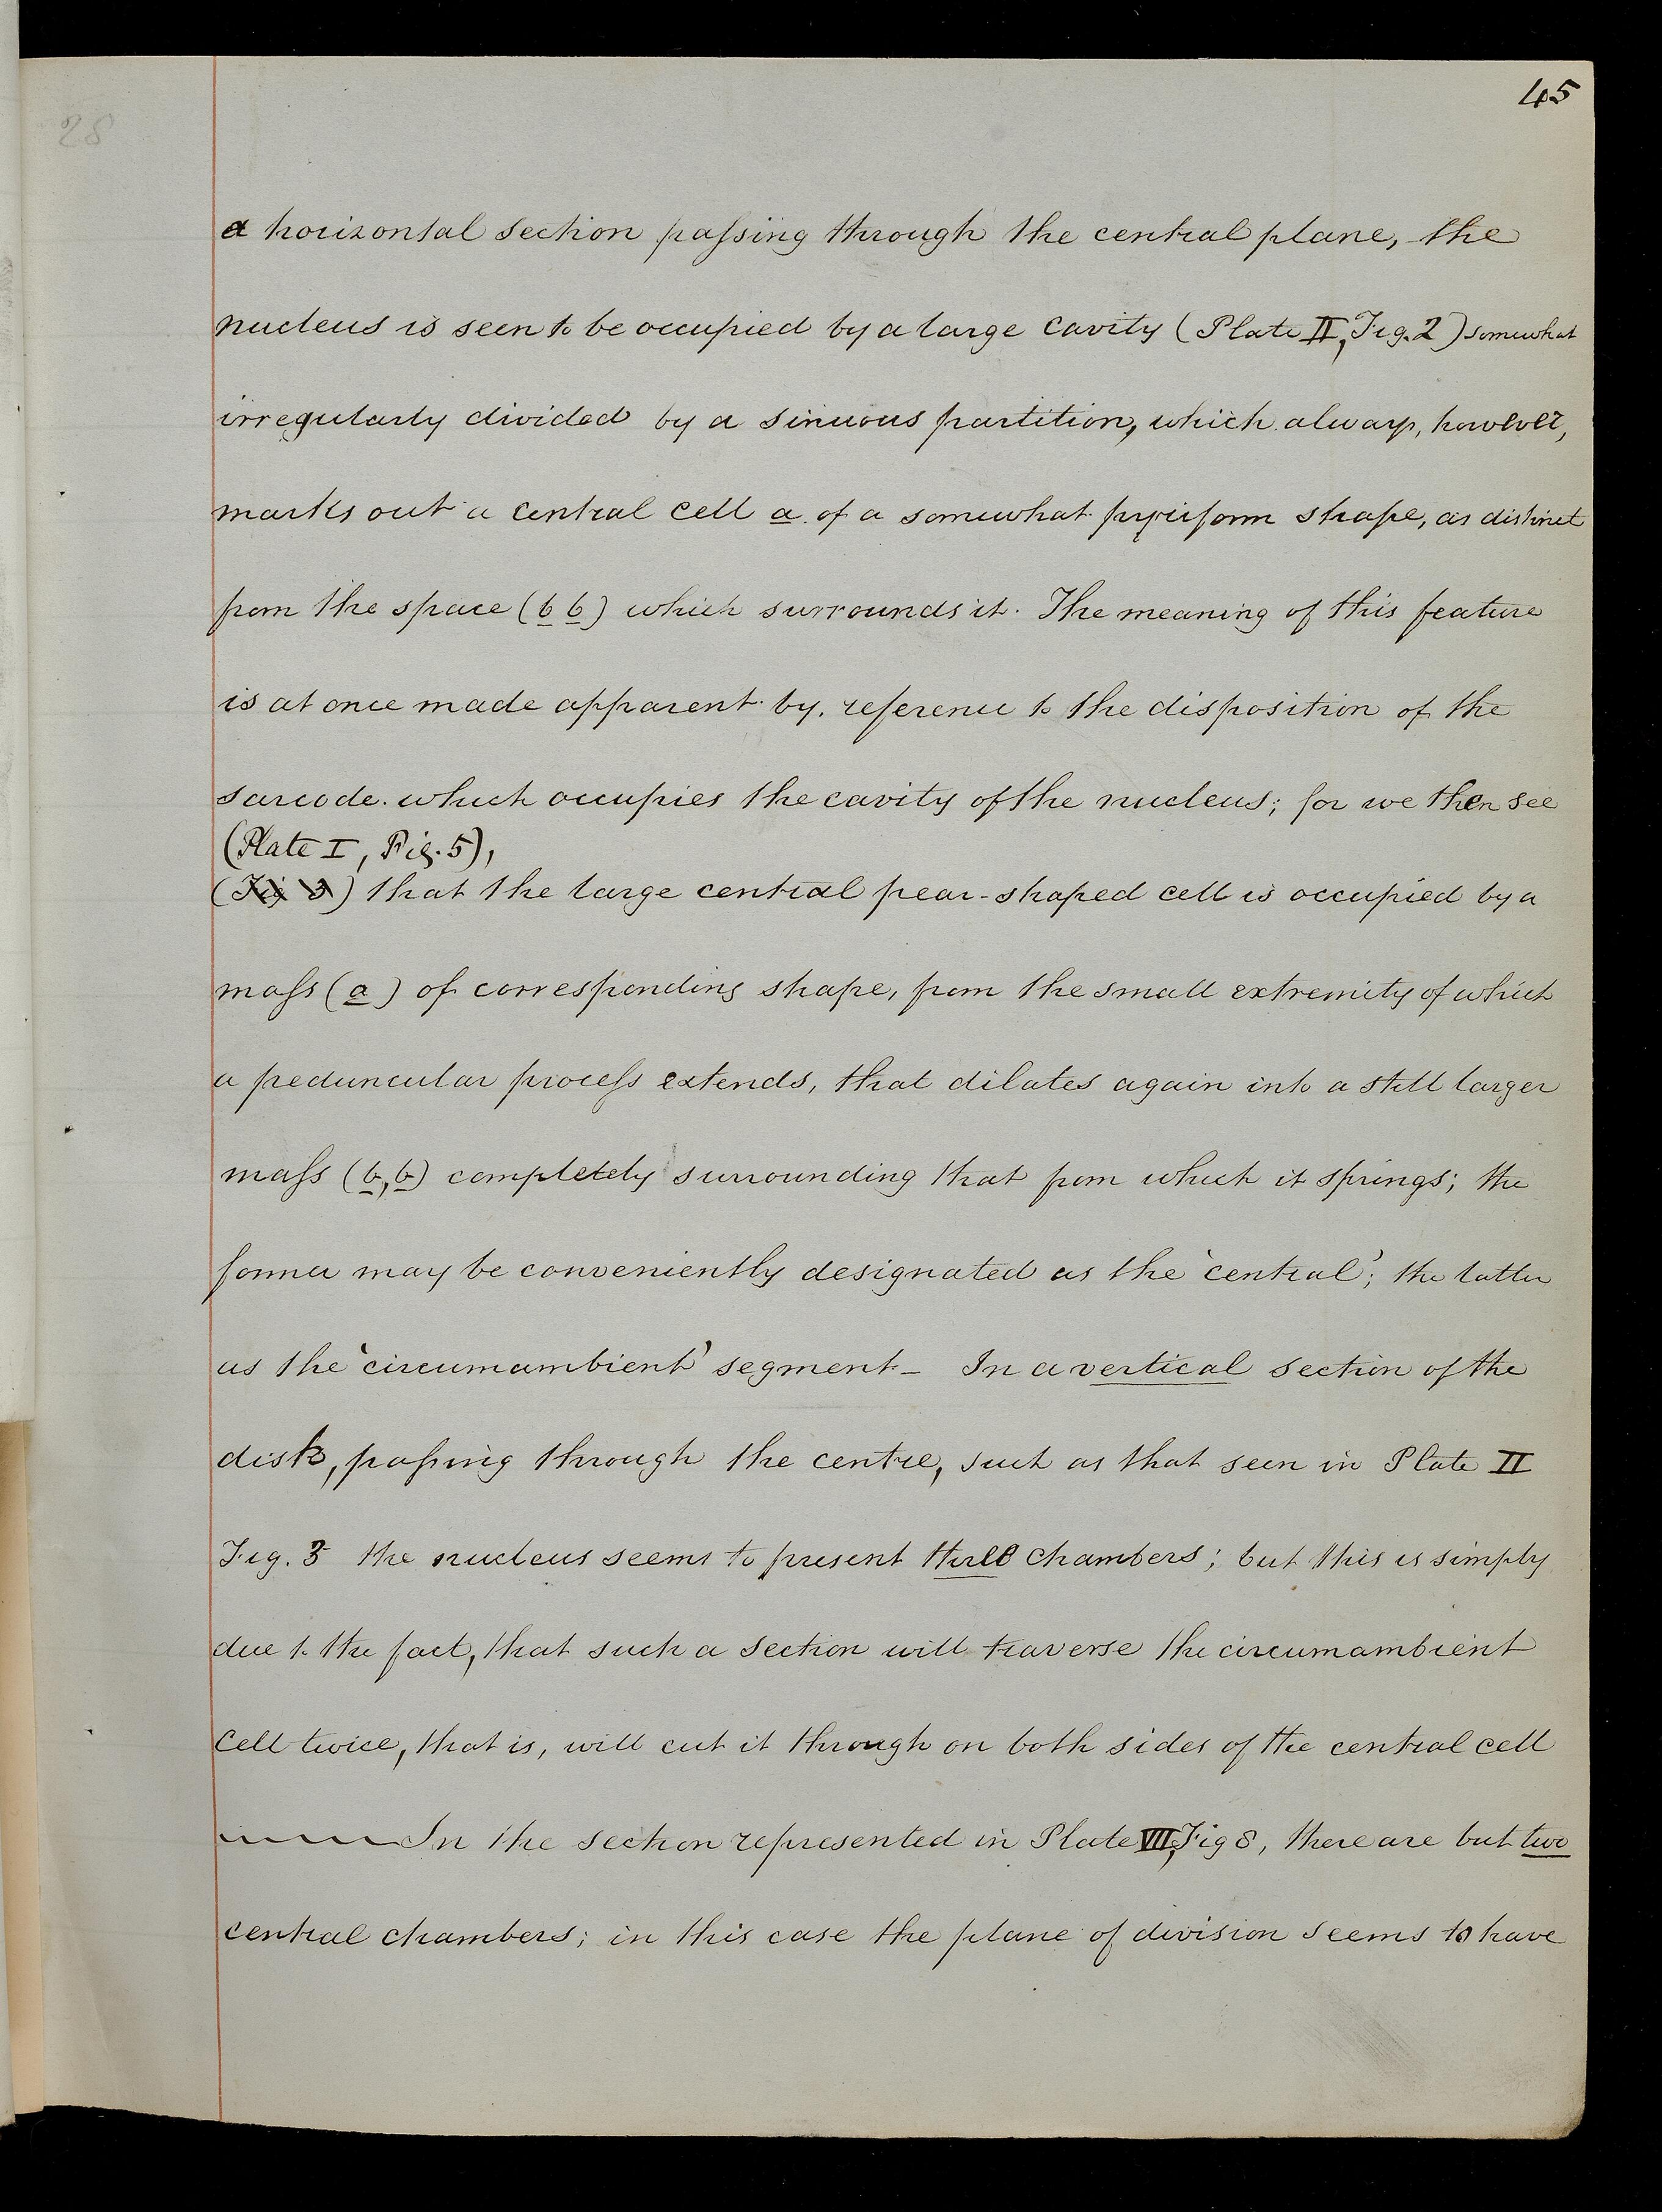 45
28
a horizontal section passing through the central plane, the
nucleus is seen to be occupied by a large cavity (Plate II, Fig. 2) somewhat
irregularly divided by a sinuous partition, which always, however,
marks out a central cell a of a somewhat pyriform shape, as distinct
from the space (b b) which surrounds it. The meaning of this feature
is at once made apparent by reference to the disposition of the
sarcode which occupies the cavity of the nucleus; for we then see
(Plate I, Fig. 5),
(Fig 3) that the large central pear-shaped cell is occupied by a
mass (a) of corresponding shape, from the small extremity of which
a peduncular process extends, that dilates again into a still larger
mass (b, b) completely surrounding that from which it springs; the
former may be conveniently designated as the 'central'; the latter
as the 'circumambient' segment – In a vertical section of the
disk, passing through the centre, such as that seen in Plate II
Fig. 3 the nucleus seems to present three chambers; but this is simply
due to the fact, that such a section will traverse the circumambient
cell twice, that is, will cut it through on both sides of the central cell
In the section represented in Plate VII, Fig 8, there are but two
central chambers; in this case the plane of division seems to have